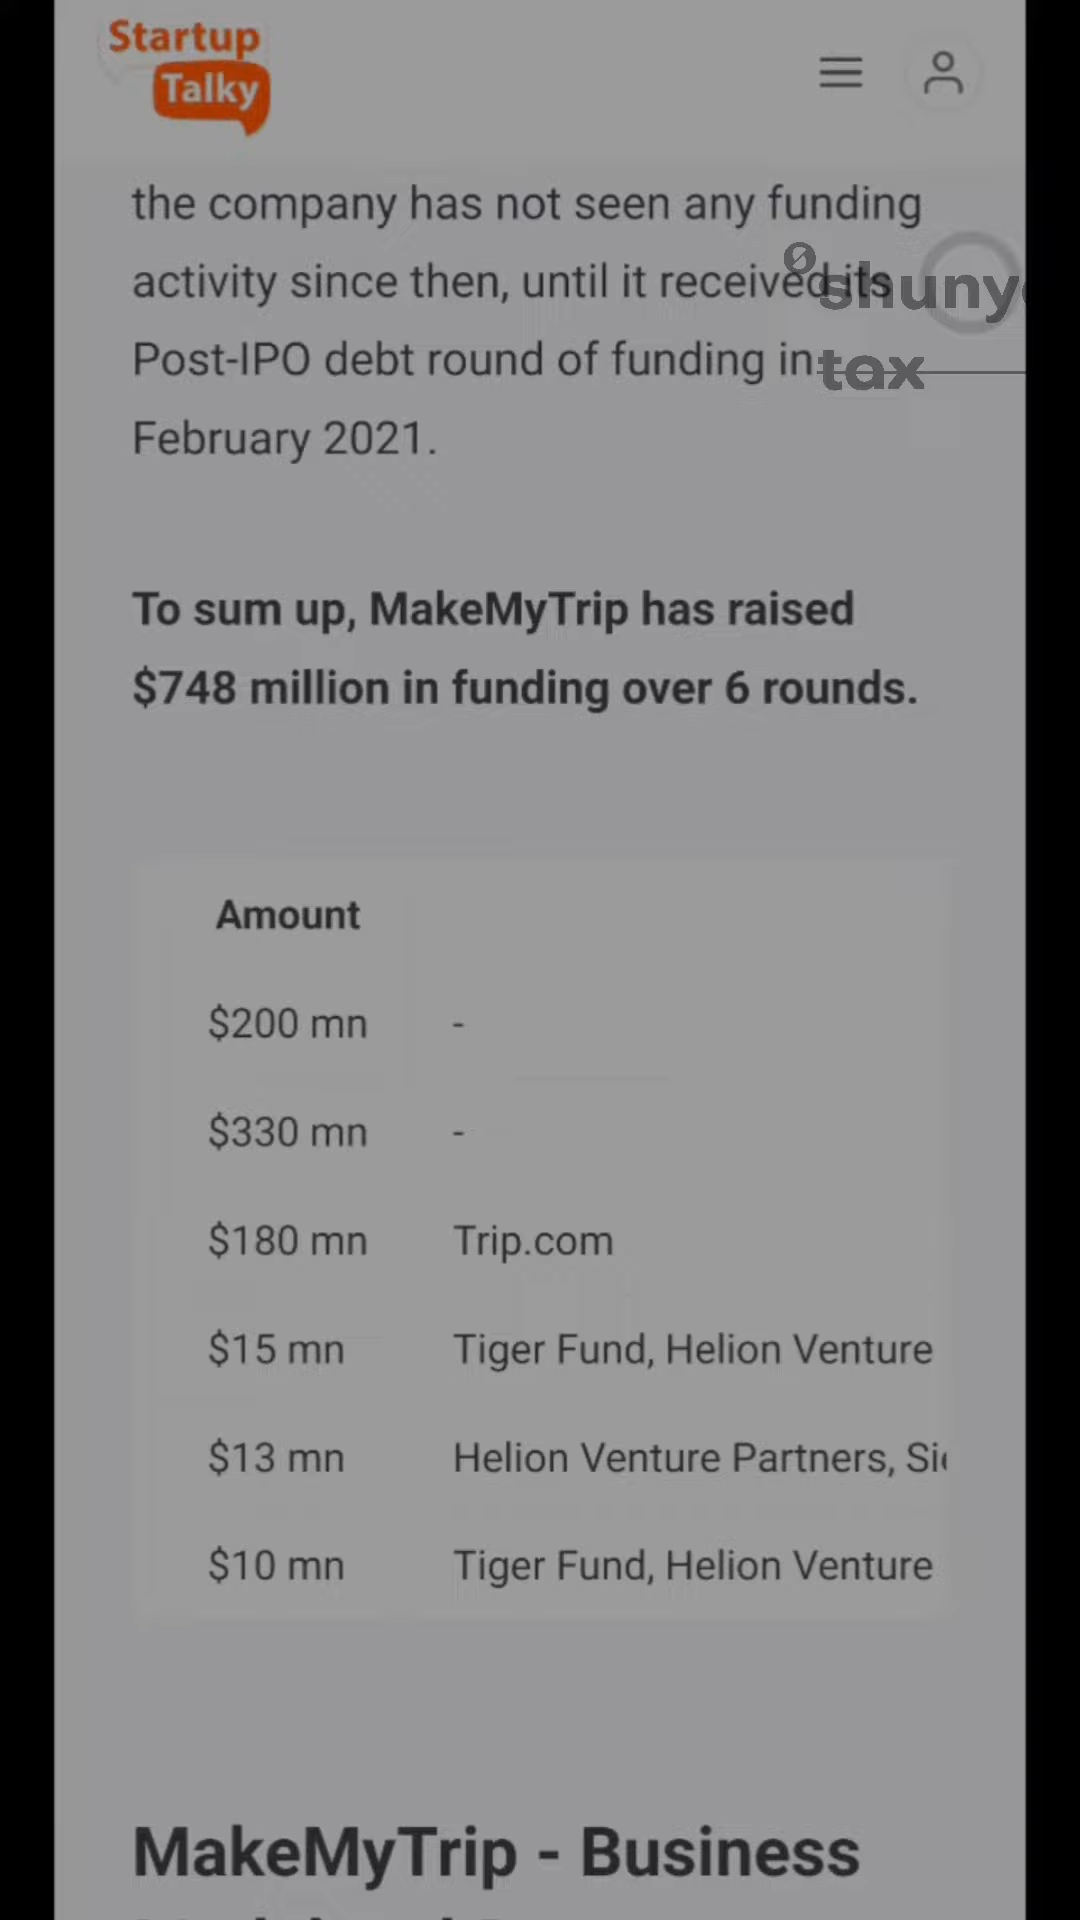 Startup
Talky
the company has not seen any funding
activity since then, until it received its
Post-IPO debt round of funding in
February 2021.
shuny
tax
To sum up, MakeMyTrip has raised
$748 million in funding over 6 rounds.
Amount
$200 mn -
$330 mn -
$180 mn Trip.com
$15 mn Tiger Fund, Helion Venture
$13 mn Helion Venture Partners, Si
$10 mn Tiger Fund, Helion Venture
MakeMyTrip - Business